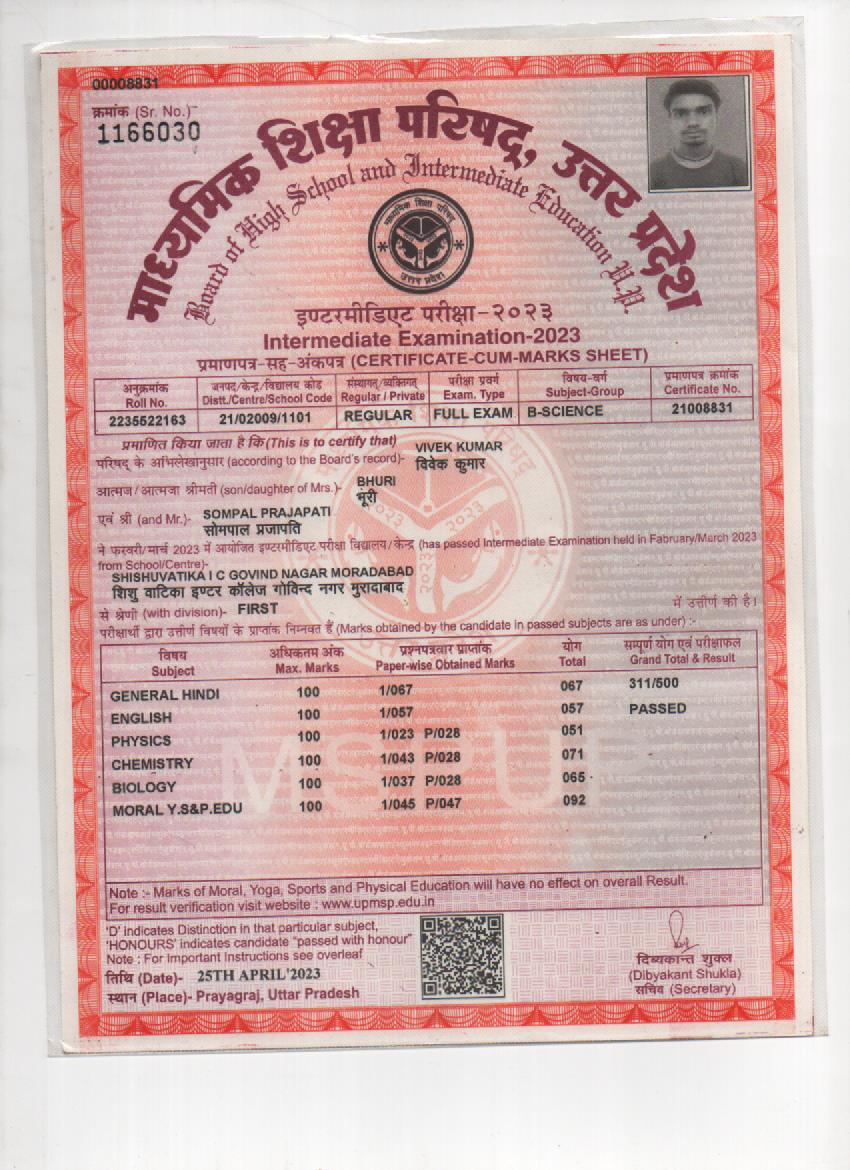 00008831
क्रमांक (Sr. No.)
1166030
माध्यमिक शिक्षा परिषद्, उत्तर प्रदेश
Board of High School and Intermediate Education U.P.
माध्यमिक शिक्षा परिषद
उत्तर प्रदेश
इण्टरमीडिएट परीक्षा-२०२३
Intermediate Examination-2023
प्रमाणपत्र-सह-अंकपत्र (CERTIFICATE-CUM-MARKS SHEET)
अनुक्रमांक जनपद/केन्द्र/विद्यालय कोड संस्थागत/व्यक्तिगत परीक्षा प्रवर्ग विषय-वर्ग प्रमाणपत्र क्रमांक
Roll No. Distt./Centre/School Code Regular / Private Exam. Type Subject-Group Certificate No.
2235522163 21/02009/1101 REGULAR FULL EXAM B-SCIENCE 21008831
प्रमाणित किया जाता है कि (This is to certify that)
VIVEK KUMAR
परिषद के अभिलेखानुसार (according to the Board's record)- विवेक कुमार
BHURI
आत्मज/आत्मजा श्रीमती (son/daughter of Mrs.)- भूरी
SOMPAL PRAJAPATI
एवं श्री (and Mr.)- सोमपाल प्रजापति
ने फरवरी/मार्च 2023 में आयोजित इण्टरमीडिएट परीक्षा विद्यालय/केन्द्र (has passed Intermediate Examination held in Fabruary/March 2023
from School/Centre)-
SHISHUVATIKA I C GOVIND NAGAR MORADABAD
शिशु वाटिका इण्टर कॉलेज गोविन्द नगर मुरादाबाद
से श्रेणी (with division)- FIRST में उत्तीर्ण की है।
परीक्षार्थी द्वारा उत्तीर्ण विषयों के प्राप्तांक निम्नवत हैं (Marks obtained by the candidate in passed subjects are as under) :-
विषय अधिकतम अंक प्रश्नपत्रवार प्राप्तांक योग सम्पूर्ण योग एवं परीक्षाफल
Subject Max. Marks Paper-wise Obtained Marks Total Grand Total & Result
GENERAL HINDI 100 1/067 067 311/500
ENGLISH 100 1/057 057 PASSED
PHYSICS 100 1/023 P/028 051
CHEMISTRY 100 1/043 P/028 071
BIOLOGY 100 1/037 P/028 065
MORAL Y.S&P.EDU 100 1/045 P/047 092
MSPUP
Note :- Marks of Moral, Yoga, Sports and Physical Education will have no effect on overall Result.
For result verification visit website : www.upmsp.edu.in
'D' indicates Distinction in that particular subject,
'HONOURS' indicates candidate "passed with honour"
Note : For Important Instructions see overleaf
तिथि (Date)- 25TH APRIL'2023
स्थान (Place)- Prayagraj, Uttar Pradesh
दिब्यकान्त शुक्ल
(Dibyakant Shukla)
सचिव (Secretary)